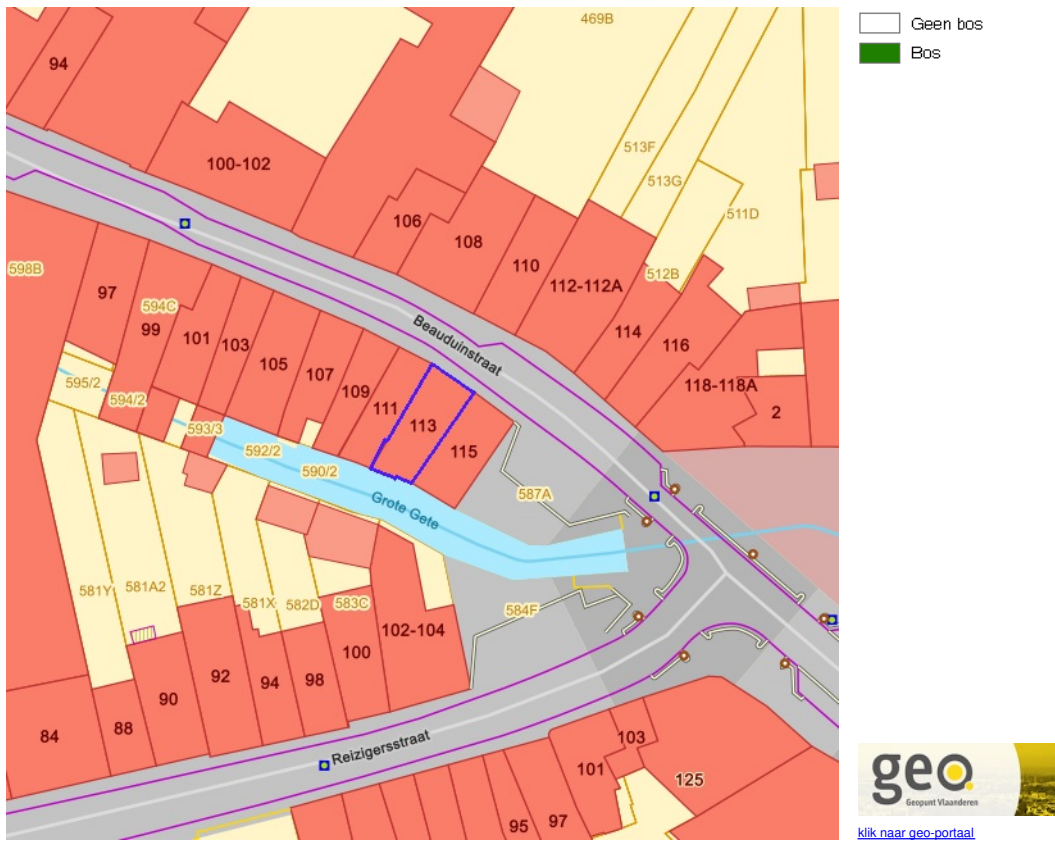 469B
Geen bos
Bos
94
100-102
513F
513G
511D
106
108
110
112-112A
512B
114
116
118-118A
2
598B
97
594C
99
101
103
105
107
109
111
113
115
Beauduinstraat
595/2
594/2
593/3
592/2
590/2
587A
Grote Gete
581Y
581A2
581Z
581X
582D
583C
584F
102-104
100
98
94
92
90
88
84
Reizigersstraat
103
101
125
95
97
geo.
Geopunt Vlaanderen
klik naar geo-portaal